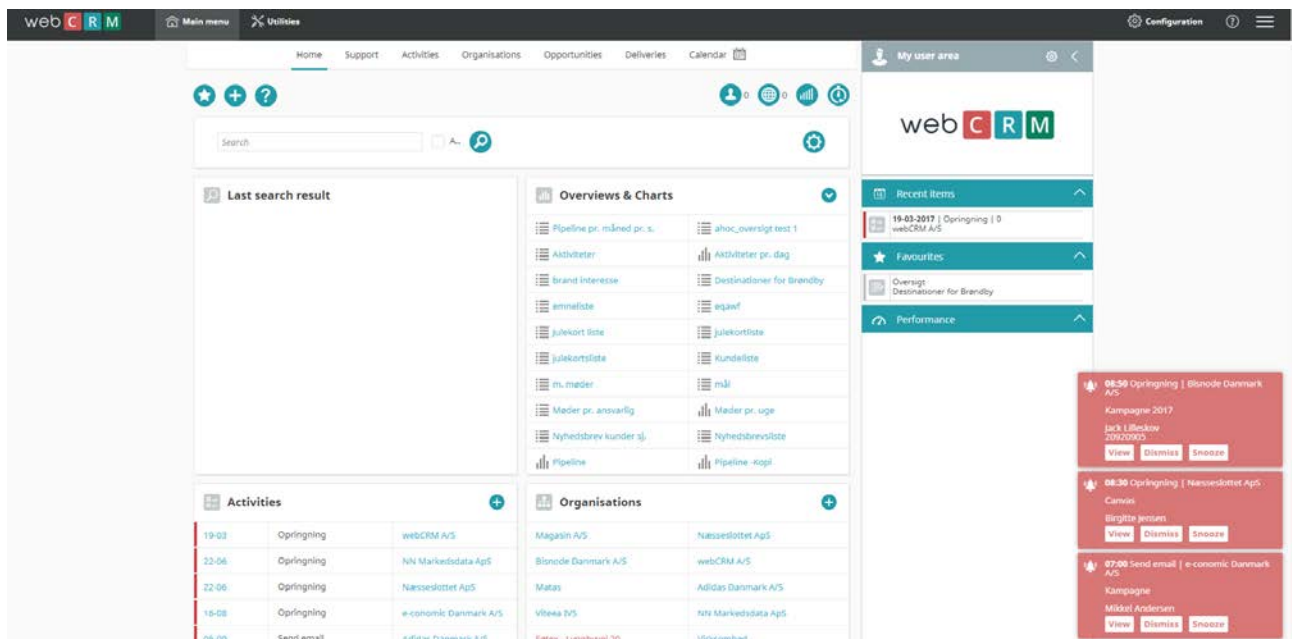 web C R M
Main menu
Utilities
Configuration
Home
Support
Activities
Organisations
Opportunities
Deliveries
Calendar
My user area
0
0
web C R M
Search
A...
Last search result
Overviews & Charts
Pipeline pr. måned pr. s.
ahoc_oversigt test 1
Aktiviteter
Aktiviteter pr. dag
brand interesse
Destinationer for Brøndby
emneliste
eqawf
julekort liste
julekortliste
julekortsliste
Kundeliste
m. møder
mål
Møder pr. ansvarlig
Møder pr. uge
Nyhedsbrev kunder sj.
Nyhedsbrevsliste
Pipeline
Pipeline -Kopi
Recent items
19-03-2017 | Opringning | 0
webCRM A/S
Favourites
Oversigt
Destinationer for Brøndby
Performance
Activities
19-03 Opringning webCRM A/S
22-06 Opringning NN Markedsdata ApS
22-06 Opringning Næsseslottet ApS
16-08 Opringning e-conomic Danmark A/S
Send email Adidas Danmark A/S
Organisations
Magasin A/S Næsseslottet ApS
Bisnode Danmark A/S webCRM A/S
Matas Adidas Danmark A/S
Viteea IVS NN Markedsdata ApS
08:50 Opringning | Bisnode Danmark
A/S
Kampagne 2017
Jack Lilleskov
20920905
View Dismiss Snooze
08:30 Opringning | Næsseslottet ApS
Canvas
Birgitte Jensen
View Dismiss Snooze
07:00 Send email | e-conomic Danmark
A/S
Kampagne
Mikkel Andersen
View Dismiss Snooze